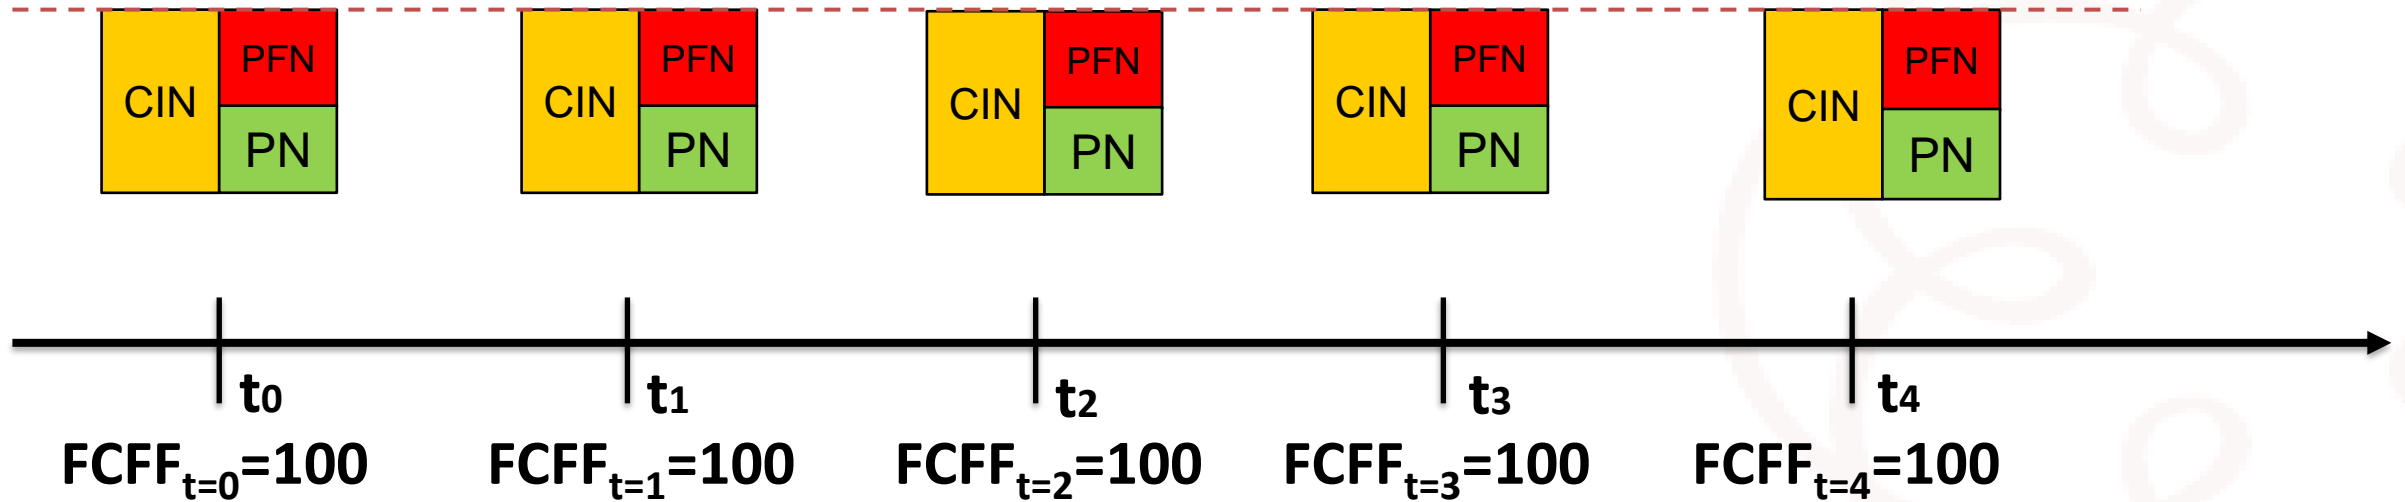 PFN PFN PFN PFN PFN
CIN CIN CIN CIN CIN
PN PN PN PN PN
t0 t1 t2 t3 t4
FCFFt=0=100 FCFFt=1=100 FCFFt=2=100 FCFFt=3=100 FCFFt=4=100